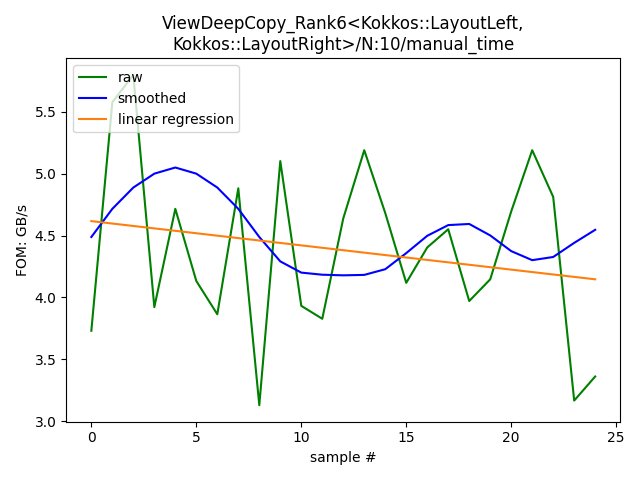 ViewDeepCopy_Rank6<Kokkos::LayoutLeft,
Kokkos::LayoutRight>/N:10/manual_time
raw
smoothed
linear regression
FOM: GB/s
5.5
5.0
4.5
4.0
3.5
3.0
0 5 10 15 20 25
sample #